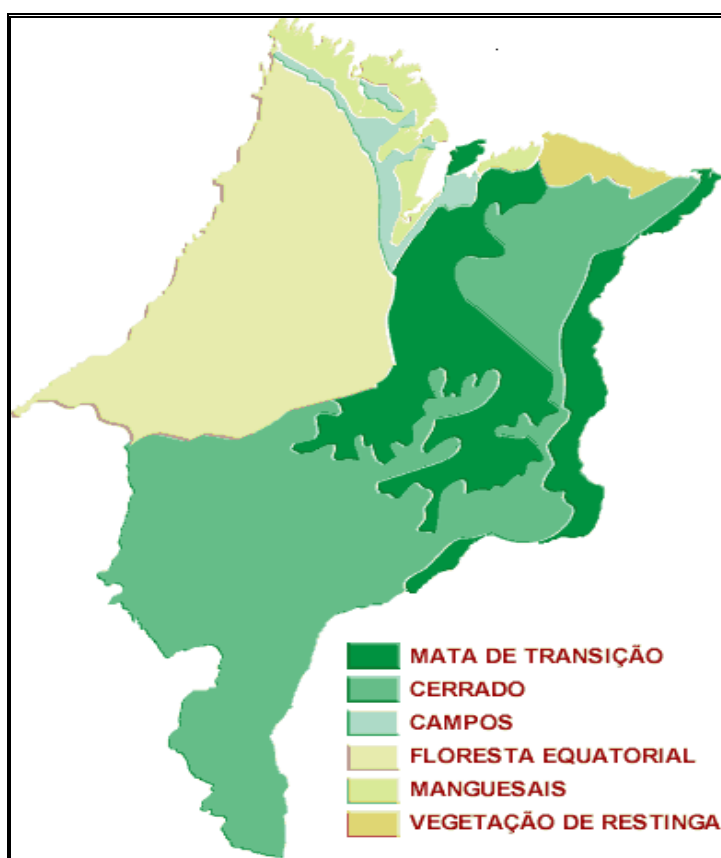 MATA DE TRANSIÇÃO
CERRADO
CAMPOS
FLORESTA EQUATORIAL
MANGUESAIS
VEGETAÇÃO DE RESTINGA